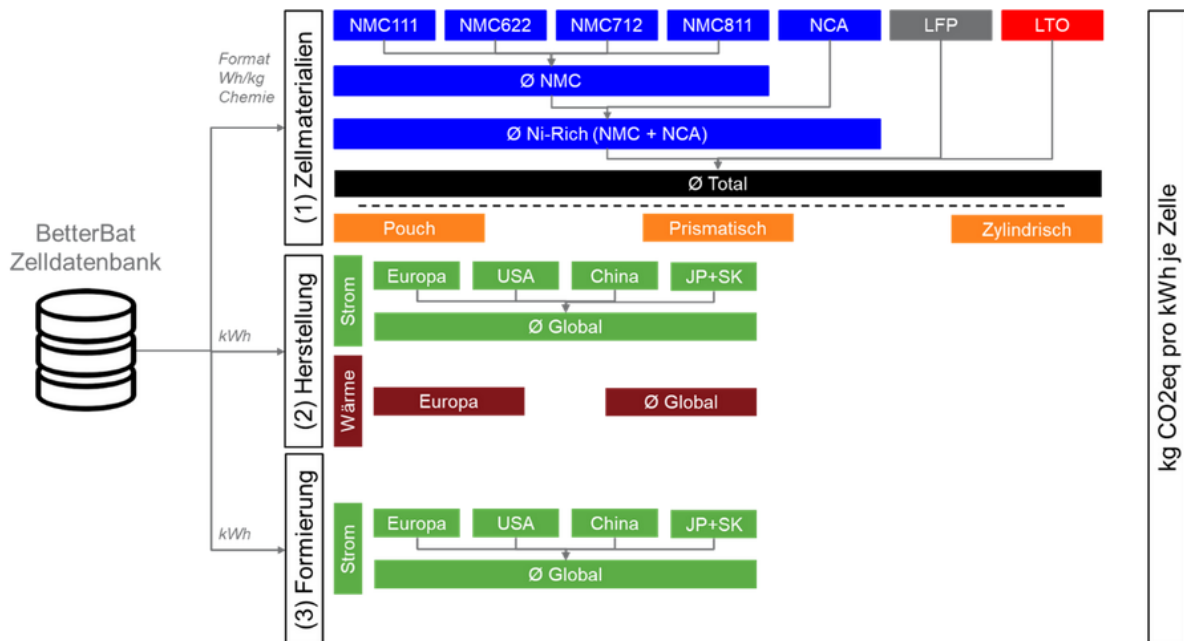 NMC111
NMC622
NMC712
NMC811
NCA
LFP
LTO
Format
Wh/kg
Chemie
Ø NMC
Ø Ni-Rich (NMC + NCA)
Ø Total
(1) Zellmaterialien
Pouch
Prismatisch
Zylindrisch
BetterBat
Zelldatenbank
kWh
(2) Herstellung
Strom
Europa
USA
China
JP+SK
Ø Global
Wärme
Europa
Ø Global
kWh
(3) Formierung
Strom
Europa
USA
China
JP+SK
Ø Global
kg CO2eq pro kWh je Zelle